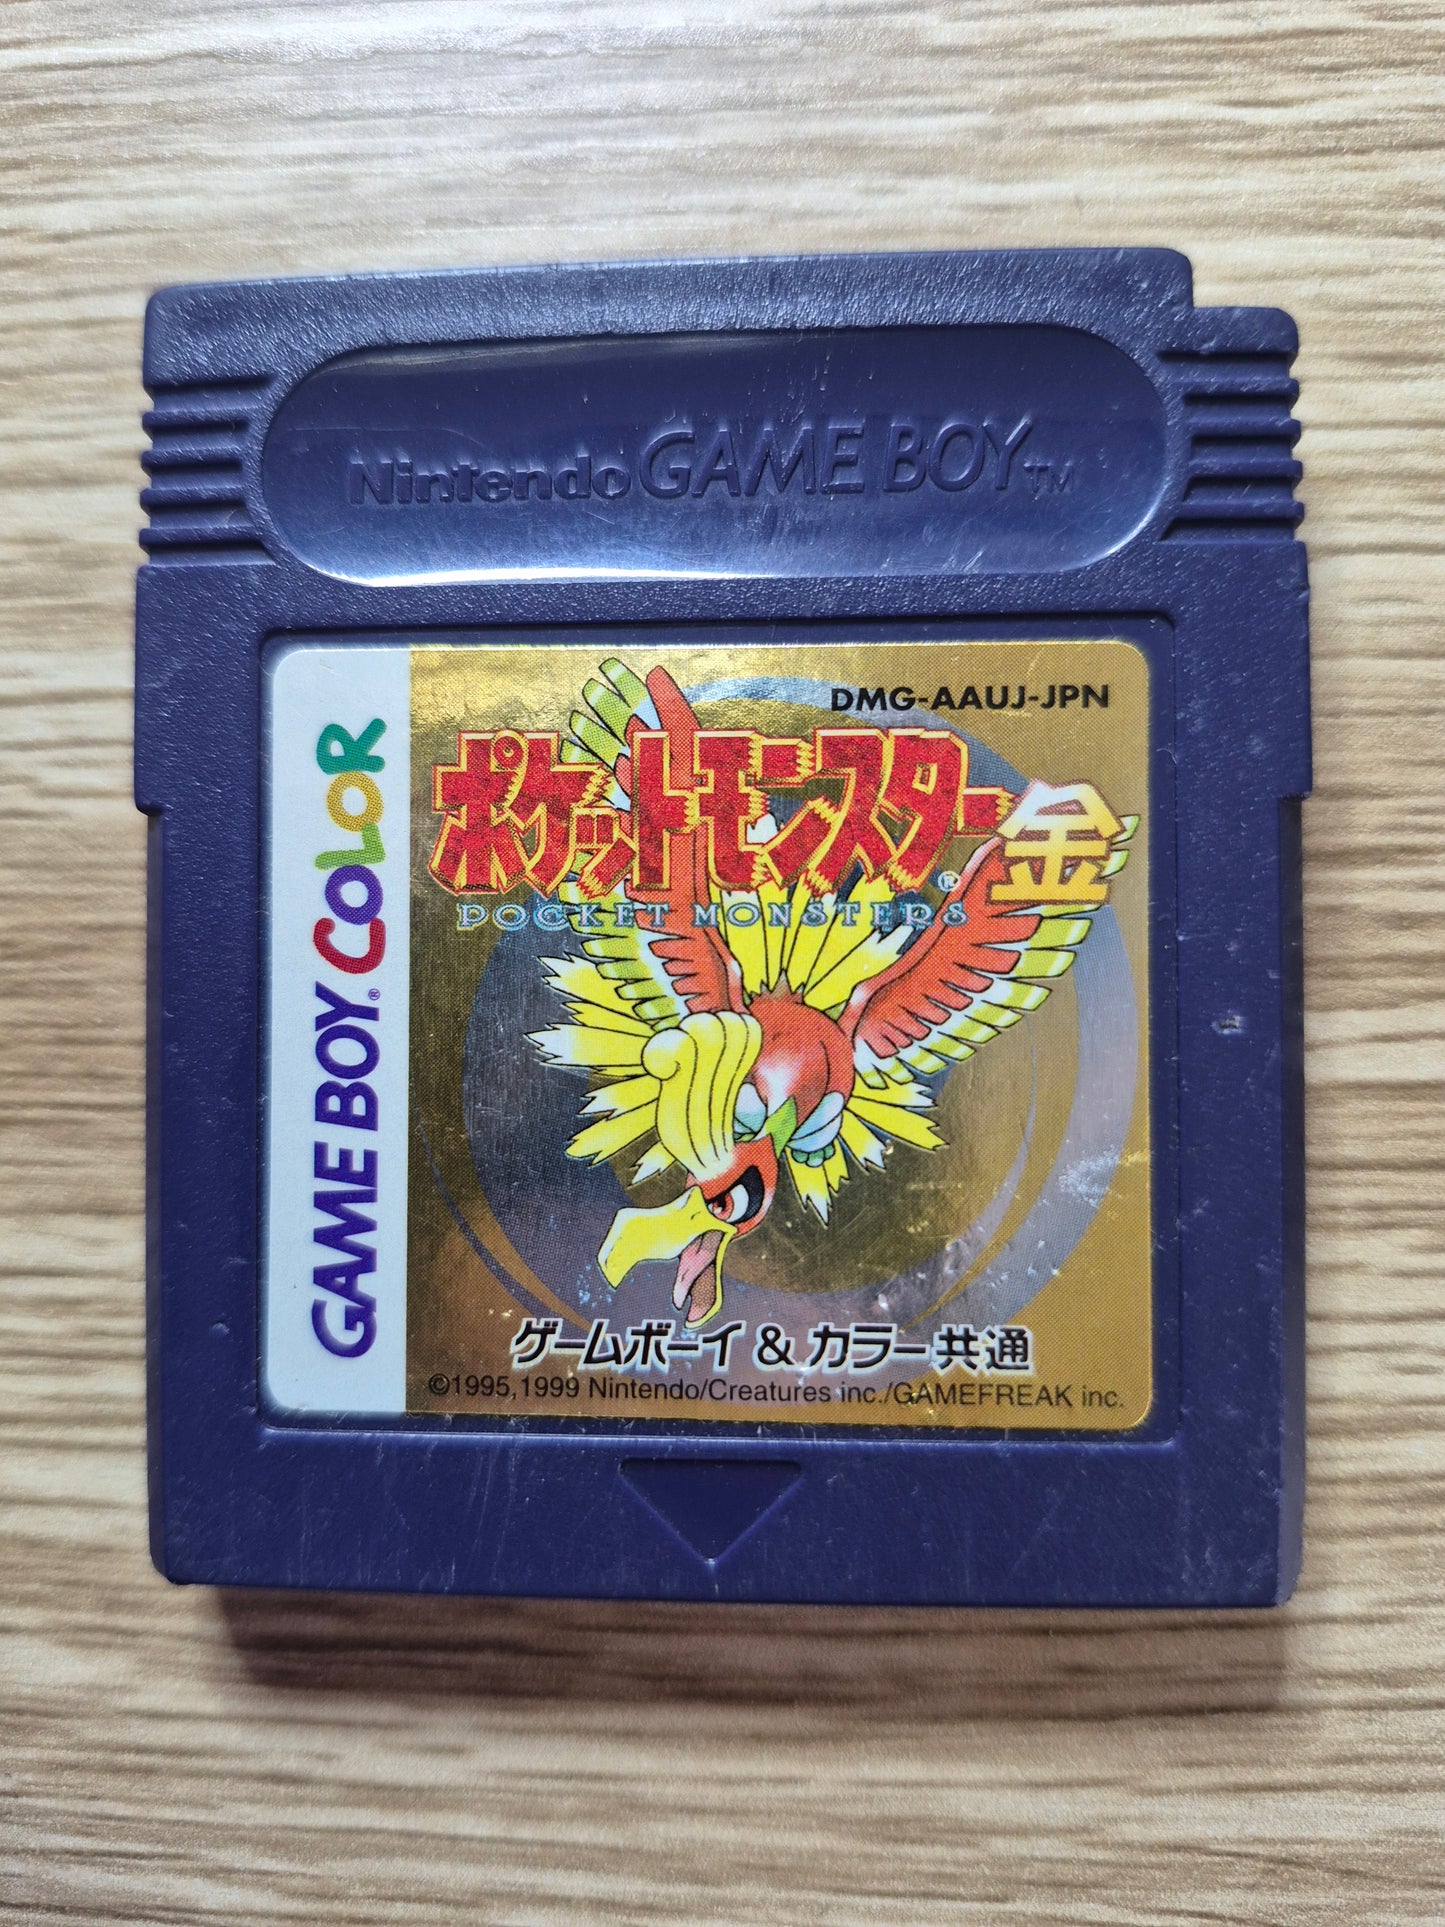 Nintendo GAME BOY™
GAME BOY® COLOR
DMG-AAUJ-JPN
ポケットモンスター金
POCKET MONSTERS®
ゲームボーイ & カラー共通
©1995,1999 Nintendo/Creatures inc./GAMEFREAK inc.